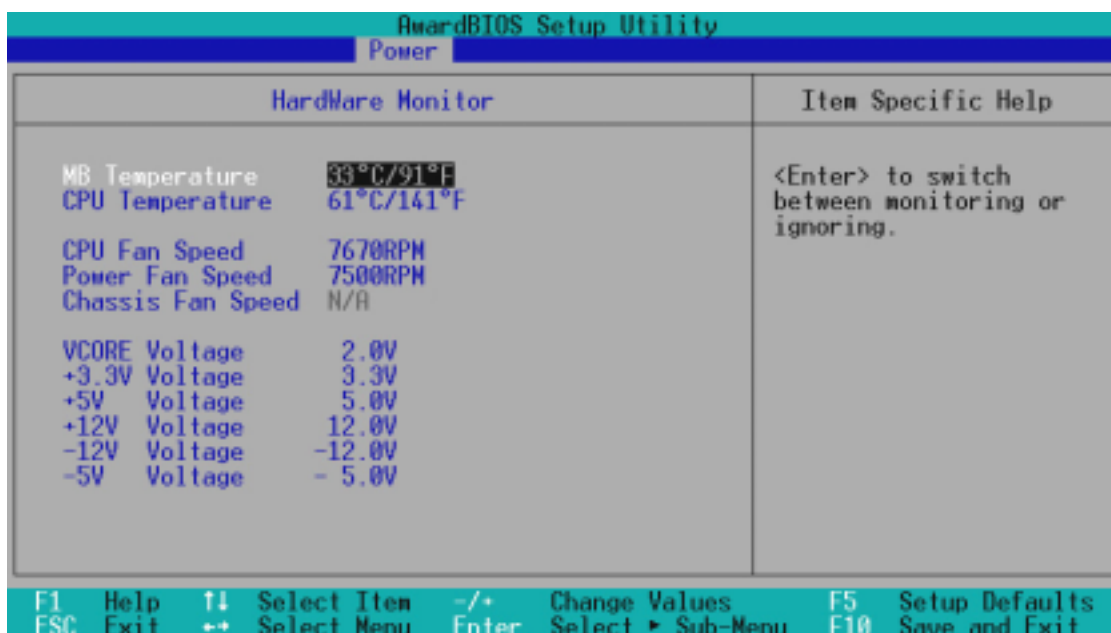 AwardBIOS Setup Utility
Power
HardWare Monitor
Item Specific Help
MB Temperature 33°C/91°F
CPU Temperature 61°C/141°F
CPU Fan Speed 7670RPM
Power Fan Speed 7500RPM
Chassis Fan Speed N/A
VCORE Voltage 2.0V
+3.3V Voltage 3.3V
+5V Voltage 5.0V
+12V Voltage 12.0V
-12V Voltage -12.0V
-5V Voltage - 5.0V
<Enter> to switch
between monitoring or
ignoring.
F1 Help ↑↓ Select Item -/+ Change Values F5 Setup Defaults
ESC Exit ←→ Select Menu Enter Select ► Sub-Menu F10 Save and Exit